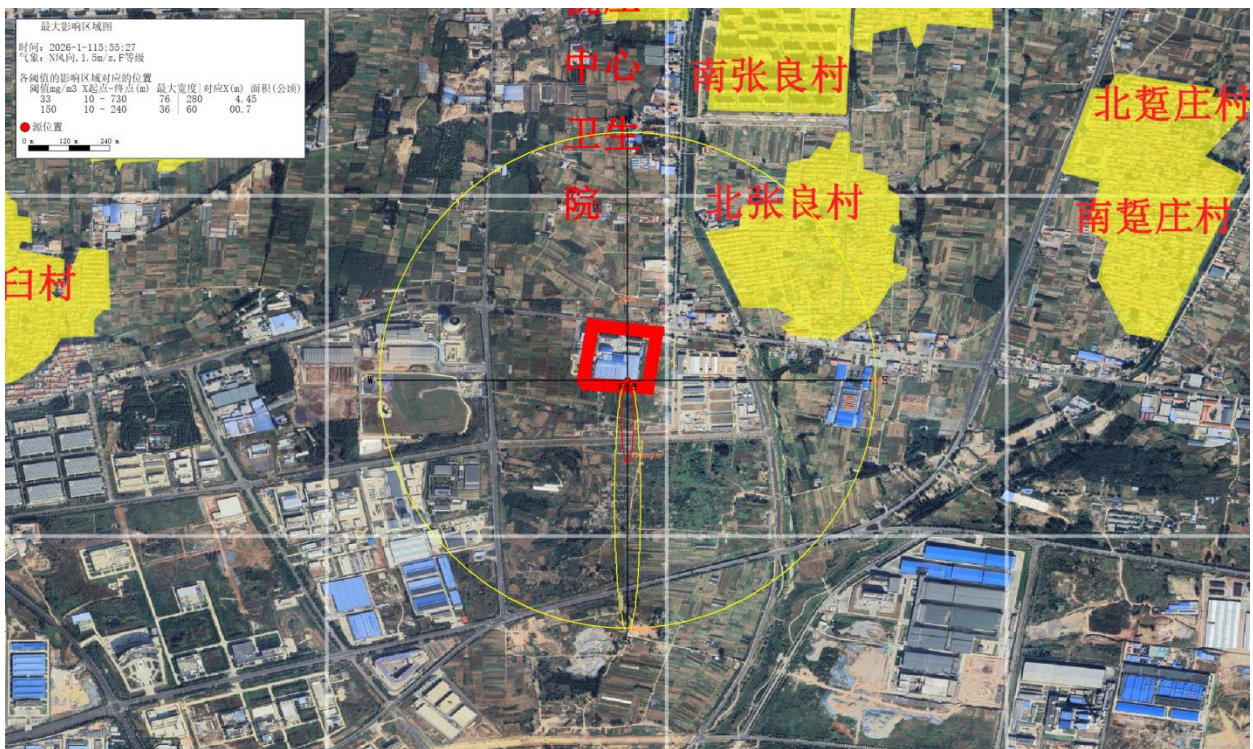 最大影响区域图
时间: 2026-1-115:55:27
气象: N风向,1.5m/s,F等级
各阈值的影响区域对应的位置
阈值mg/m3 X起点-终点(m) 最大宽度|对应X(m) 面积(公顷)
33 10 - 730 76 | 280 4.45
150 10 - 240 36 | 60 00.7
源位置
0 m 120 m 240 m
中心
卫生
院
南张良村
北张良村
北踅庄村
南踅庄村
臼村
W